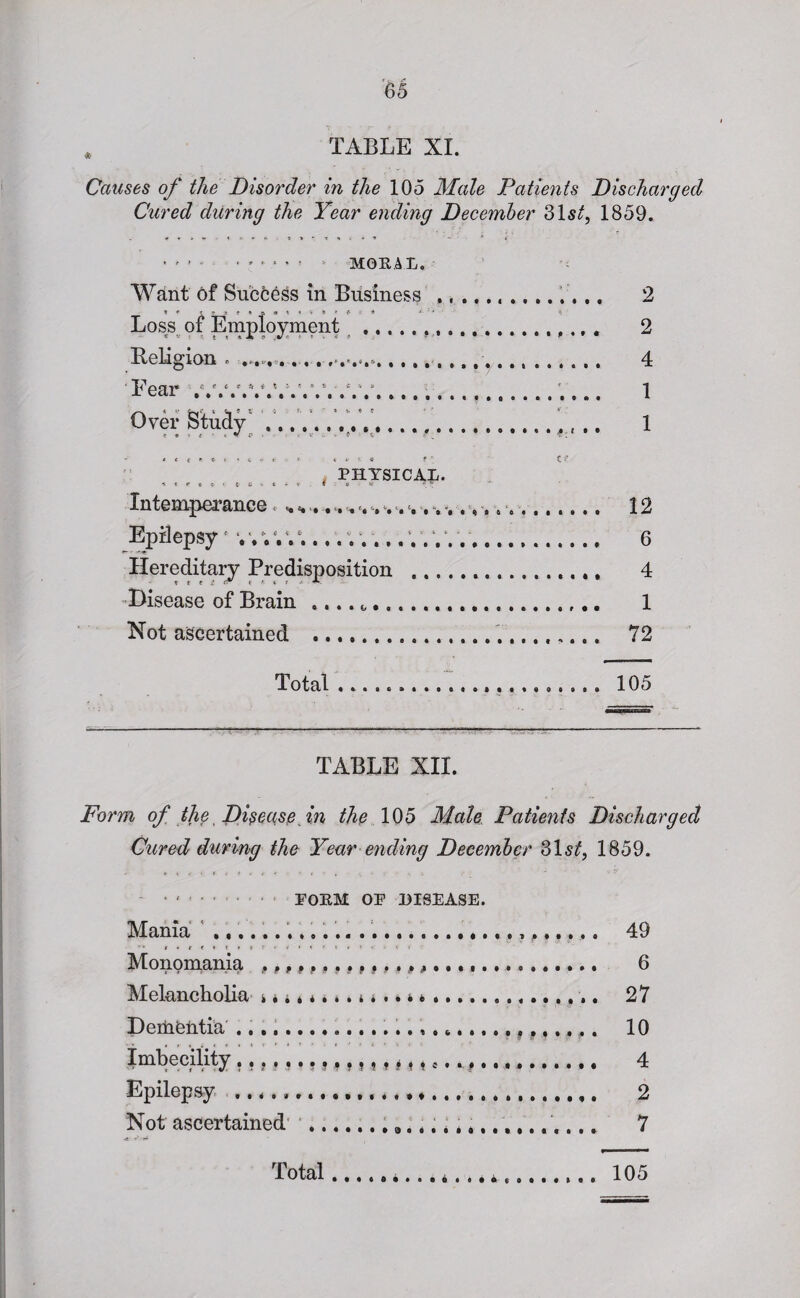 65
TABLE XI.
Causes of the Disorder in the 105 Male Patients Discharged
Cured during the Year ending December 31st, 1859.
MORAL.
Want of Success in Business .............. 2
Loss of Employment .................... 2
Religion ........................... 4
Fear ............................... 1
Over Study ......................... 1
PHYSICAL.
Intemperance ........................ 12
Epilepsy ............................ 6
Hereditary Predisposition ................ 4
Disease of Brain ....................... 1
Not ascertained ....................... 72
Total ...................... 105
TABLE XII.
Form of the Disease in the 105 Male Patients Discharged
Cured during the Year ending December 31st, 1859.
FORM OF DISEASE.
Mania .............................. 49
Monomania .......................... 6
Melancholia .......................... 27
Dementia ............................ 10
Imbecility ............................ 4
Epilepsy ............................. 2
Not ascertained ....................... 7
Total ...................... 105